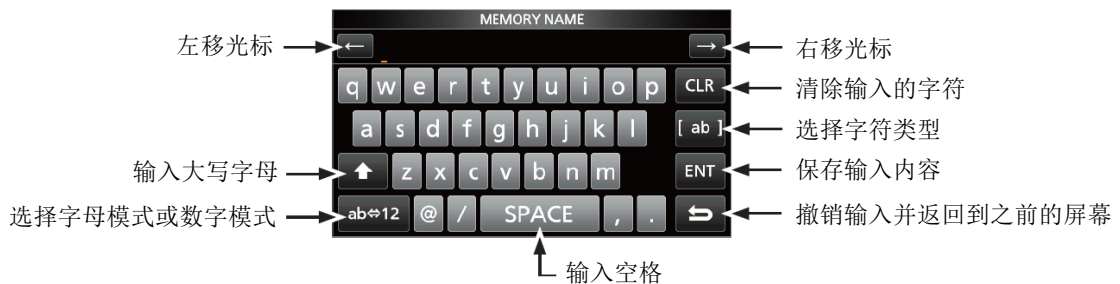 MEMORY NAME
左移光标 ← → 右移光标
q w e r t y u i o p CLR 清除输入的字符
a s d f g h j k l [ ab ] 选择字符类型
输入大写字母 z x c v b n m ENT 保存输入内容
选择字母模式或数字模式 ab⇔12 @ / SPACE , . 撤销输入并返回到之前的屏幕
输入空格